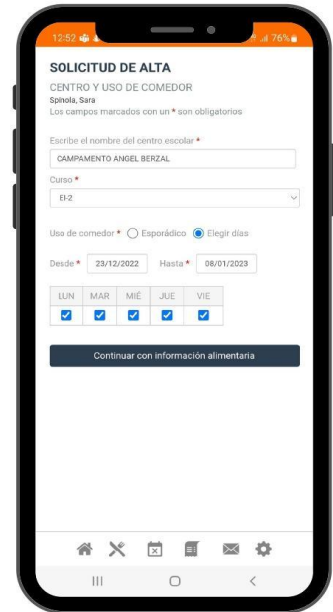 12:52 76%
SOLICITUD DE ALTA
CENTRO Y USO DE COMEDOR
Spinola, Sara
Los campos marcados con un * son obligatorios
Escribe el nombre del centro escolar *
CAMPAMENTO ANGEL BERZAL
Curso *
EI-2
Uso de comedor * Esporádico Elegir días
Desde * 23/12/2022 Hasta * 08/01/2023
LUN MAR MIÉ JUE VIE
Continuar con información alimentaria